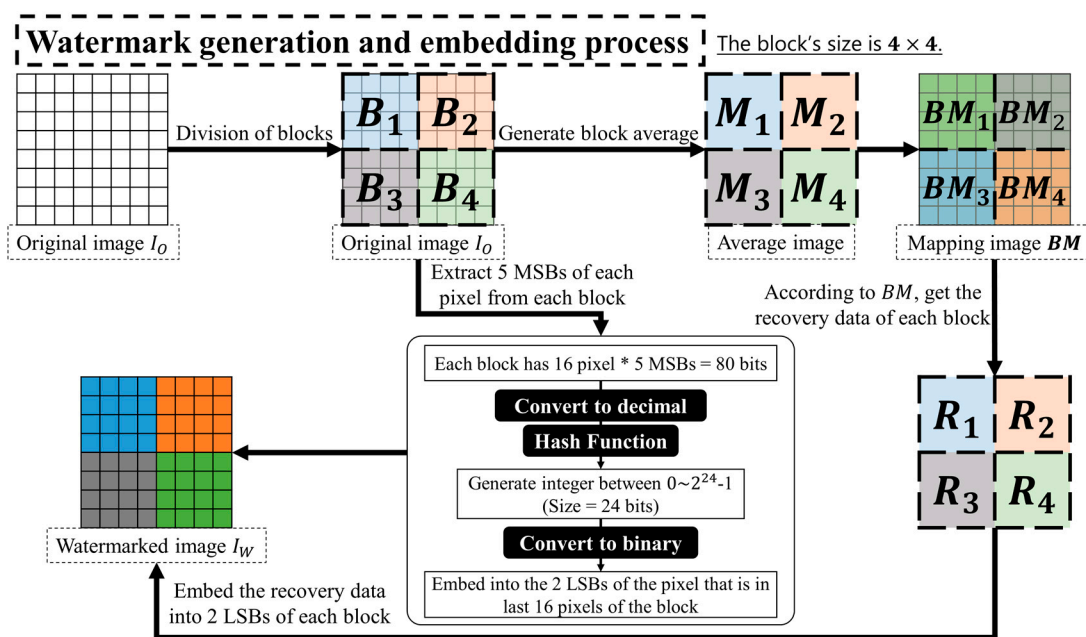 Watermark generation and embedding process
The block's size is 4 × 4.
Division of blocks
B1 B2
B3 B4
Generate block average
M1 M2
M3 M4
BM1 BM2
BM3 BM4
Original image IO
Original image IO
Average image
Mapping image BM
Extract 5 MSBs of each
pixel from each block
According to BM, get the
recovery data of each block
Each block has 16 pixel * 5 MSBs = 80 bits
Convert to decimal
Hash Function
Generate integer between 0~2^24-1
(Size = 24 bits)
Convert to binary
Embed into the 2 LSBs of the pixel that is in
last 16 pixels of the block
R1 R2
R3 R4
Watermarked image IW
Embed the recovery data
into 2 LSBs of each block